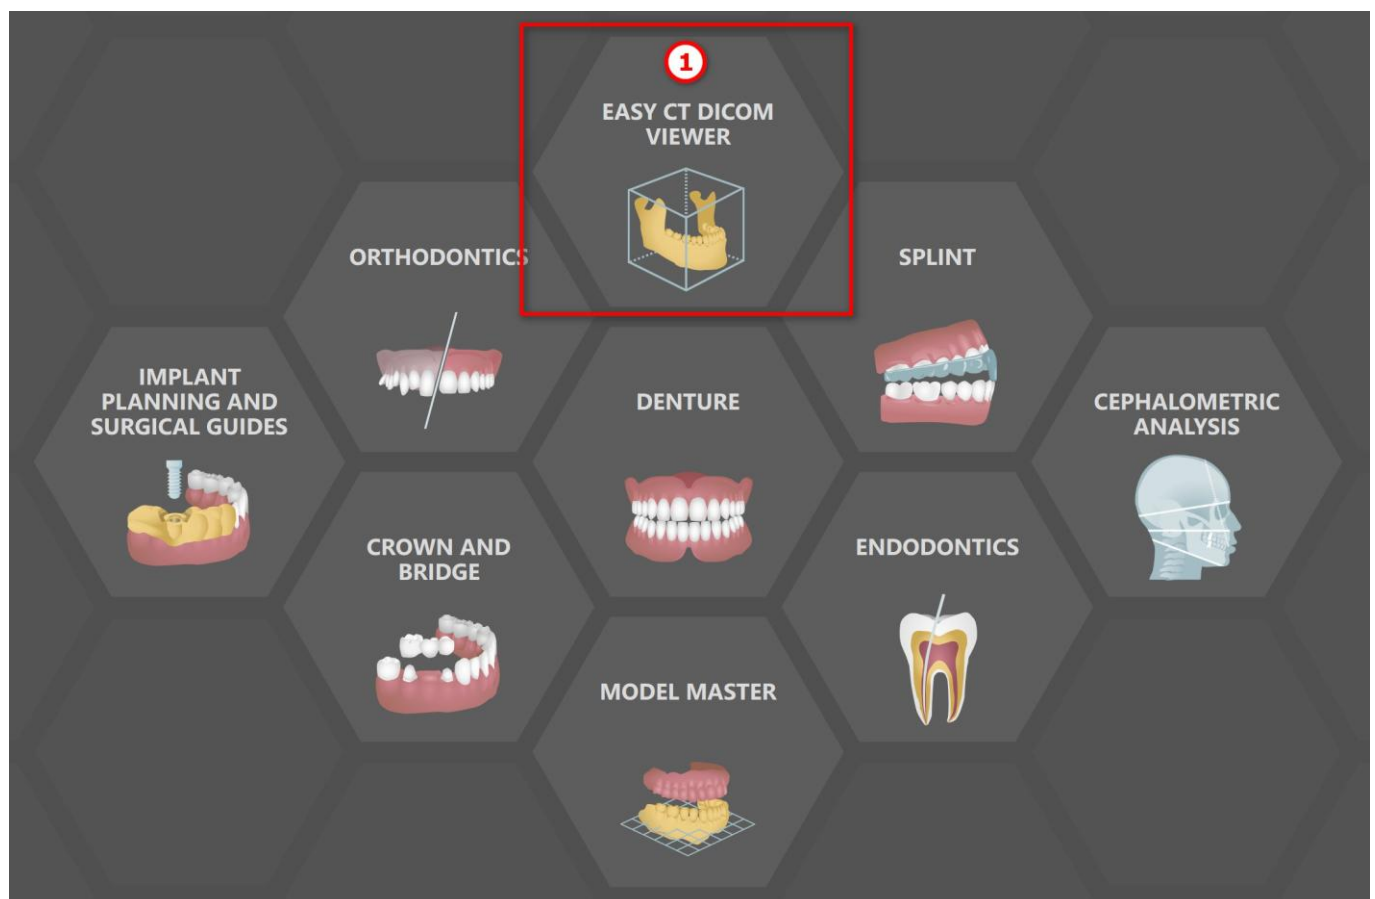 1
EASY CT DICOM
VIEWER
ORTHODONTICS
SPLINT
IMPLANT
PLANNING AND
SURGICAL GUIDES
DENTURE
CEPHALOMETRIC
ANALYSIS
CROWN AND
BRIDGE
ENDODONTICS
MODEL MASTER